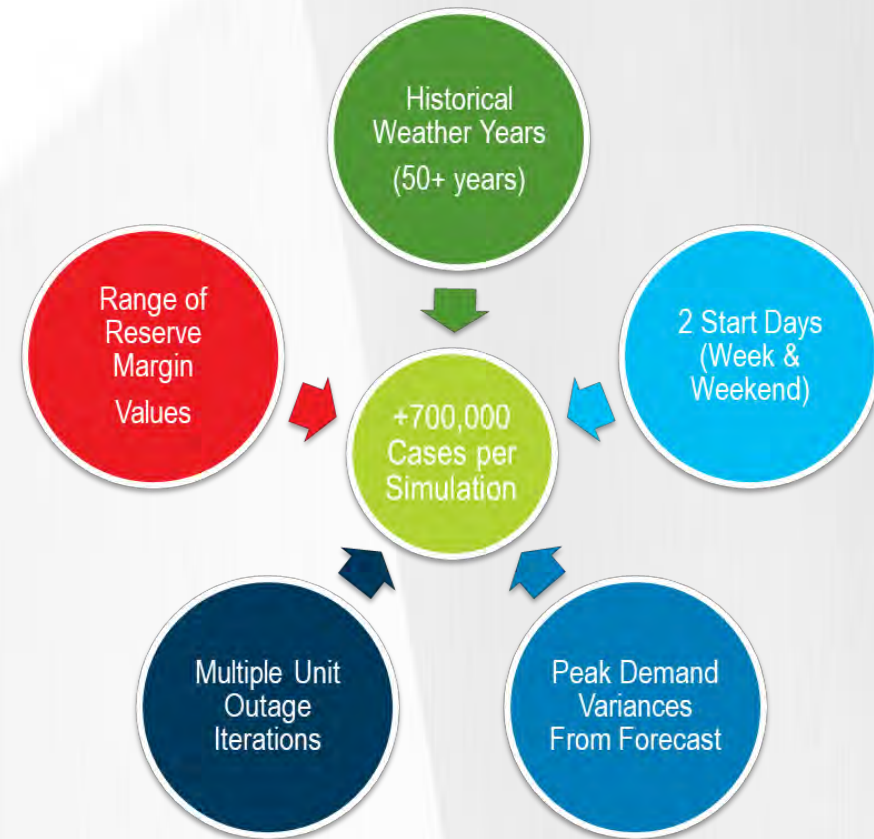 Historical
Weather Years
(50+ years)
Range of
Reserve
Margin
Values
2 Start Days
(Week &
Weekend)
+700,000
Cases per
Simulation
Multiple Unit
Outage
Iterations
Peak Demand
Variances
From Forecast